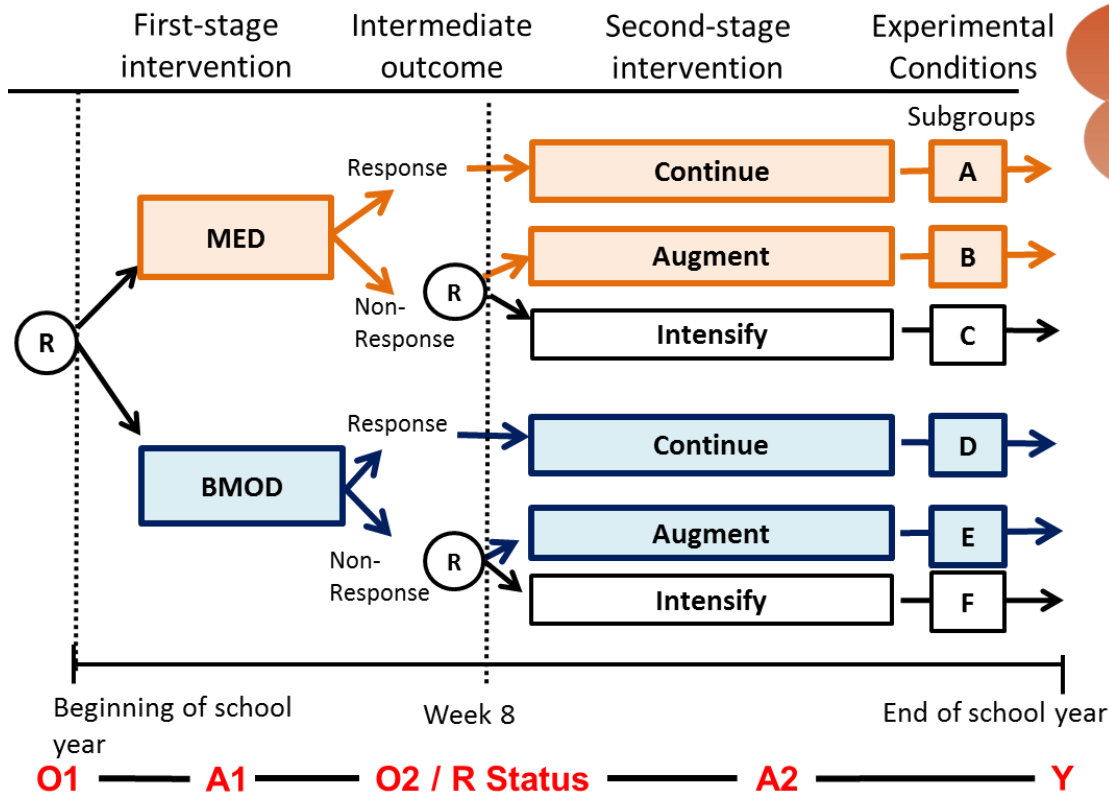 First-stage
intervention
Intermediate
outcome
Second-stage
intervention
Experimental
Conditions
Subgroups
Response
Continue
A
MED
Augment
B
R
Non-
Response
Intensify
C
R
Response
Continue
D
BMOD
Augment
E
R
Non-
Response
Intensify
F
Beginning of school
year
Week 8
End of school year
O1
A1
O2 / R Status
A2
Y